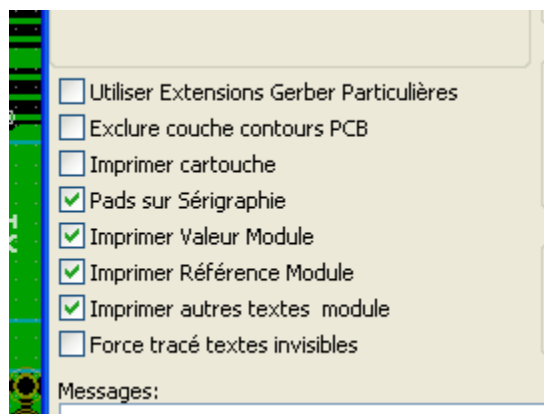 Utiliser Extensions Gerber Particulières
Exclure couche contours PCB
Imprimer cartouche
Pads sur Sérigraphie
Imprimer Valeur Module
Imprimer Référence Module
Imprimer autres textes  module
Force tracé textes invisibles
Messages: